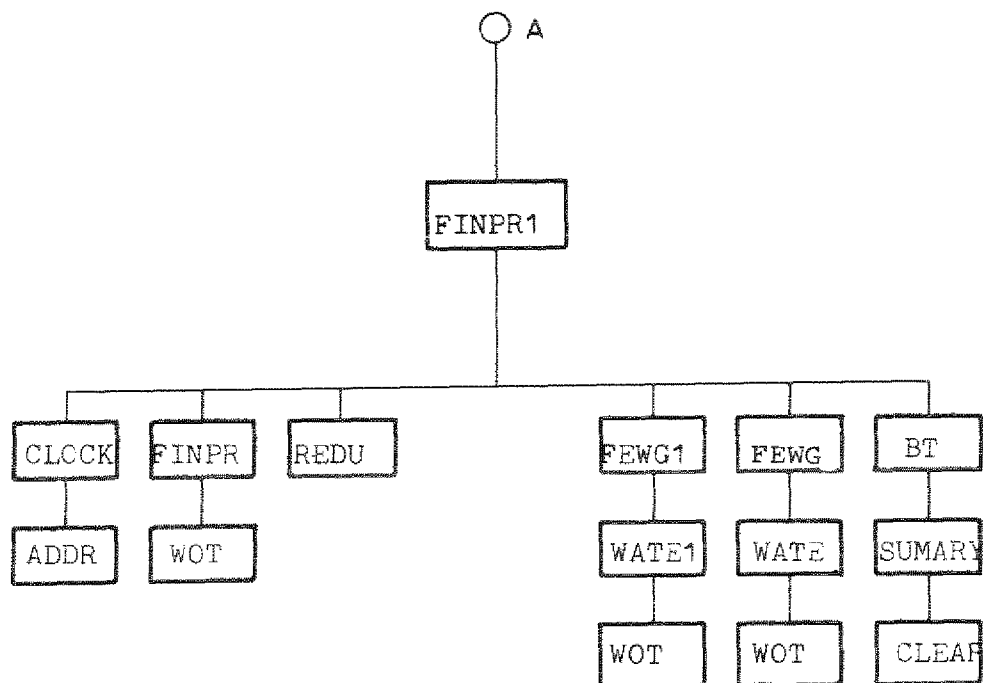 A
FINPR1
CLOCK FINPR REDU FEWG1 FEWG BT
ADDR WOT WATE1 WATE SUMARY
WOT WOT CLEAR